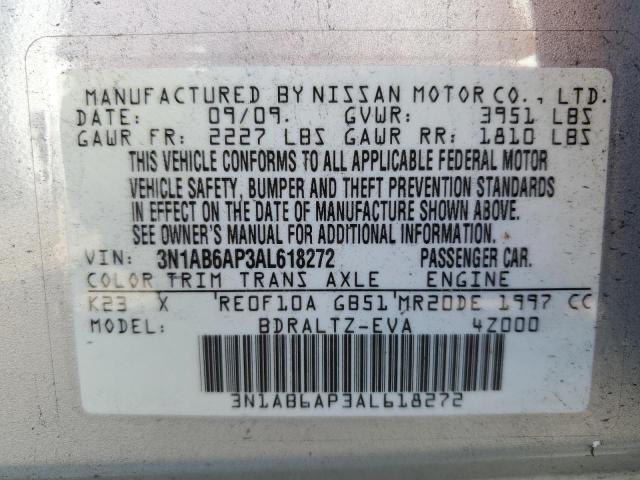 MANUFACTURED BY NISSAN MOTOR CO., LTD.
DATE: 09/09. GVWR: 3951 LBS
GAWR FR: 2227 LBS GAWR RR: 1810 LBS
THIS VEHICLE CONFORMS TO ALL APPLICABLE FEDERAL MOTOR
VEHICLE SAFETY, BUMPER AND THEFT PREVENTION STANDARDS
IN EFFECT ON THE DATE OF MANUFACTURE SHOWN ABOVE.
SEE OWNER'S MANUAL FOR ADDITIONAL INFORMATION.
VIN: 3N1AB6AP3AL618272 PASSENGER CAR.
COLOR TRIM TRANS AXLE ENGINE
K23 X 'RE0F10A GB51'MR20DE 1997 CC
MODEL: BDRALTZ-EVA 4Z000
3N1AB6AP3AL618272